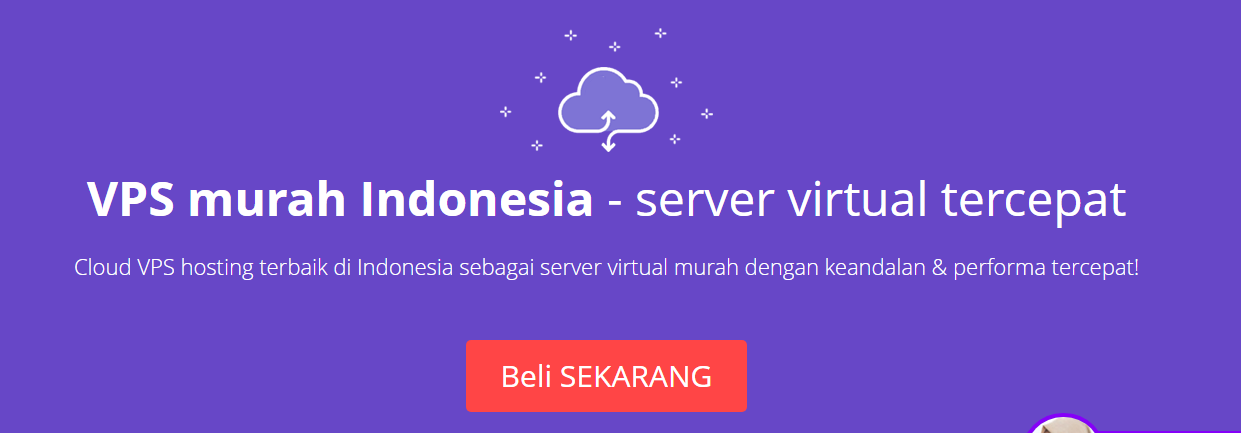 VPS murah Indonesia - server virtual tercepat
Cloud VPS hosting terbaik di Indonesia sebagai server virtual murah dengan keandalan & performa tercepat!
Beli SEKARANG